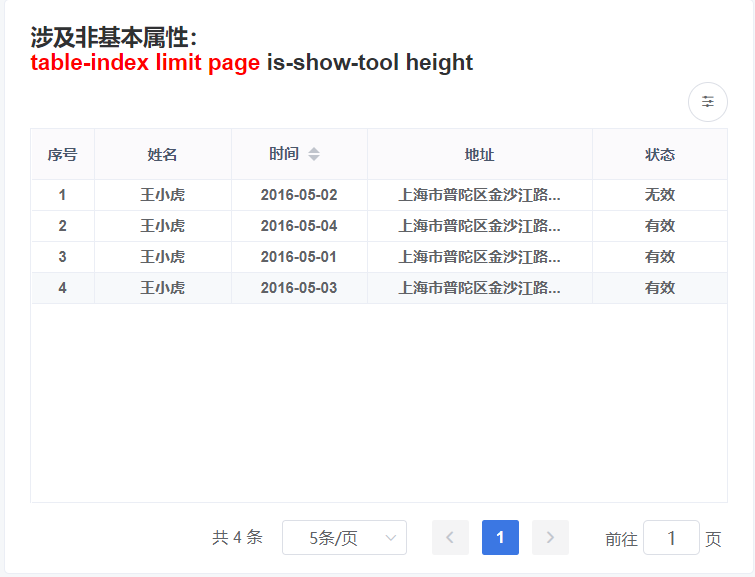 涉及非基本属性:
table-index limit page is-show-tool height
序号 姓名 时间 地址 状态
1 王小虎 2016-05-02 上海市普陀区金沙江路... 无效
2 王小虎 2016-05-04 上海市普陀区金沙江路... 有效
3 王小虎 2016-05-01 上海市普陀区金沙江路... 有效
4 王小虎 2016-05-03 上海市普陀区金沙江路... 有效
共 4 条 5条/页 1 前往 1 页